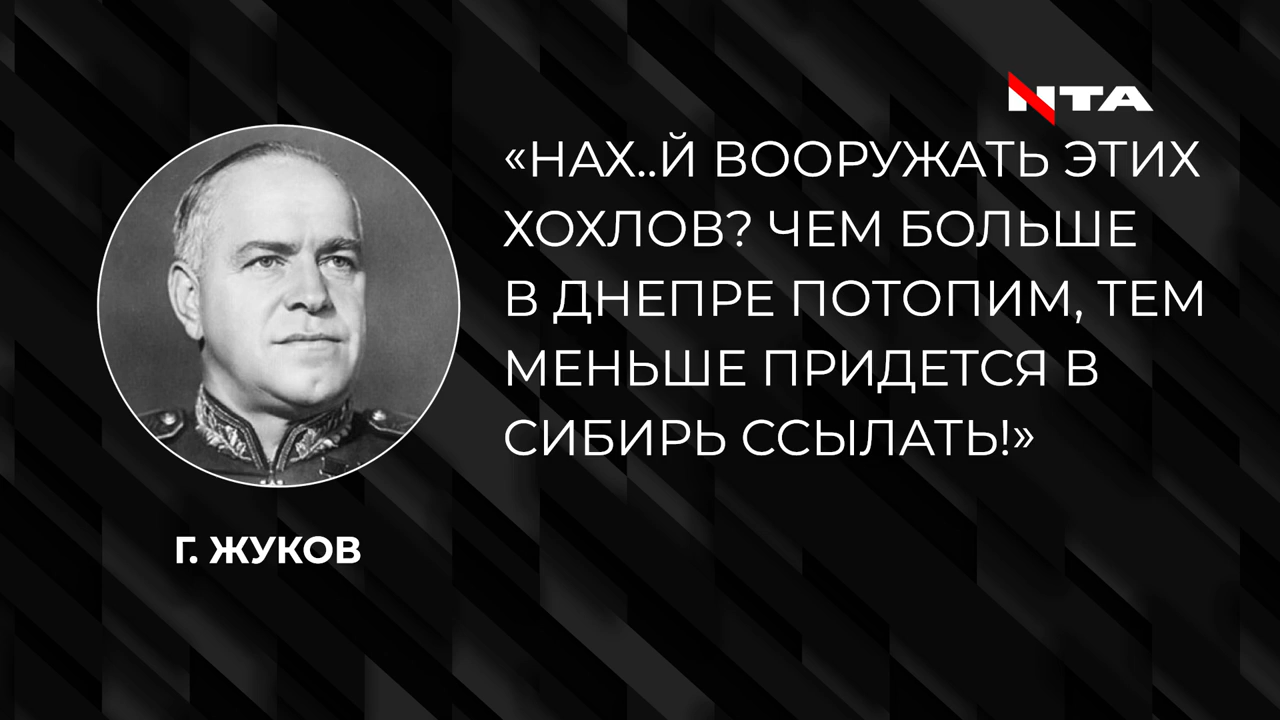 NTA
«НАХ..Й ВООРУЖАТЬ ЭТИХ
ХОХЛОВ? ЧЕМ БОЛЬШЕ
В ДНЕПРЕ ПОТОПИМ, ТЕМ
МЕНЬШЕ ПРИДЕТСЯ В
СИБИРЬ ССЫЛАТЬ!»
Г. ЖУКОВ